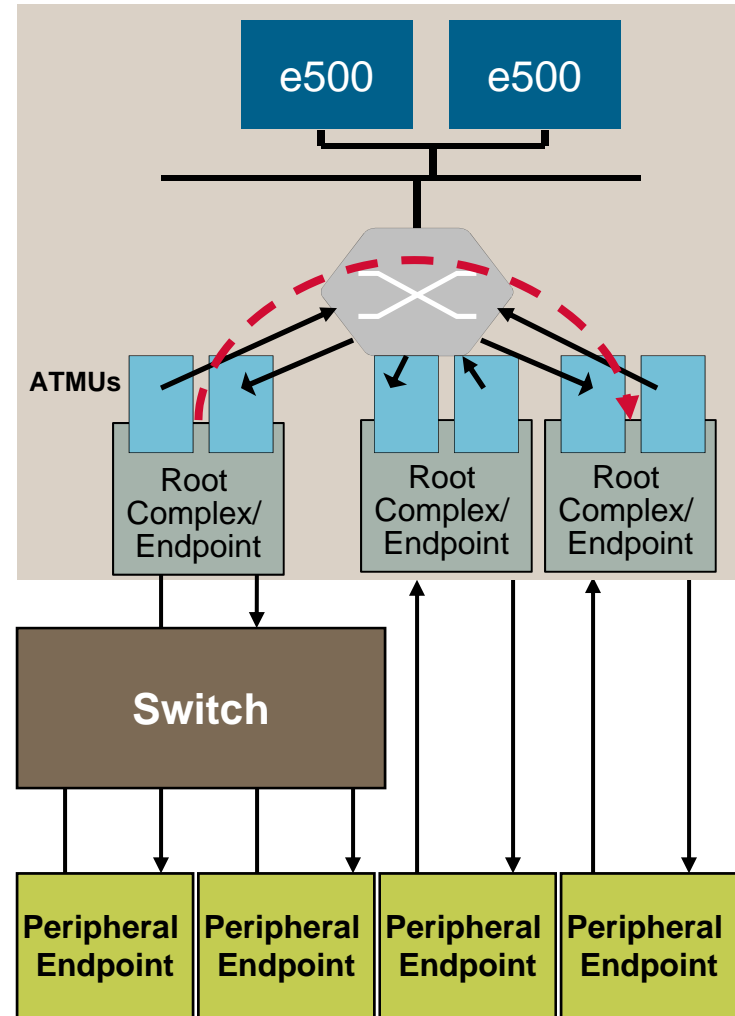 e500
e500
ATMUs
Root
Complex/
Endpoint
Root
Complex/
Endpoint
Root
Complex/
Endpoint
Switch
Peripheral
Endpoint
Peripheral
Endpoint
Peripheral
Endpoint
Peripheral
Endpoint